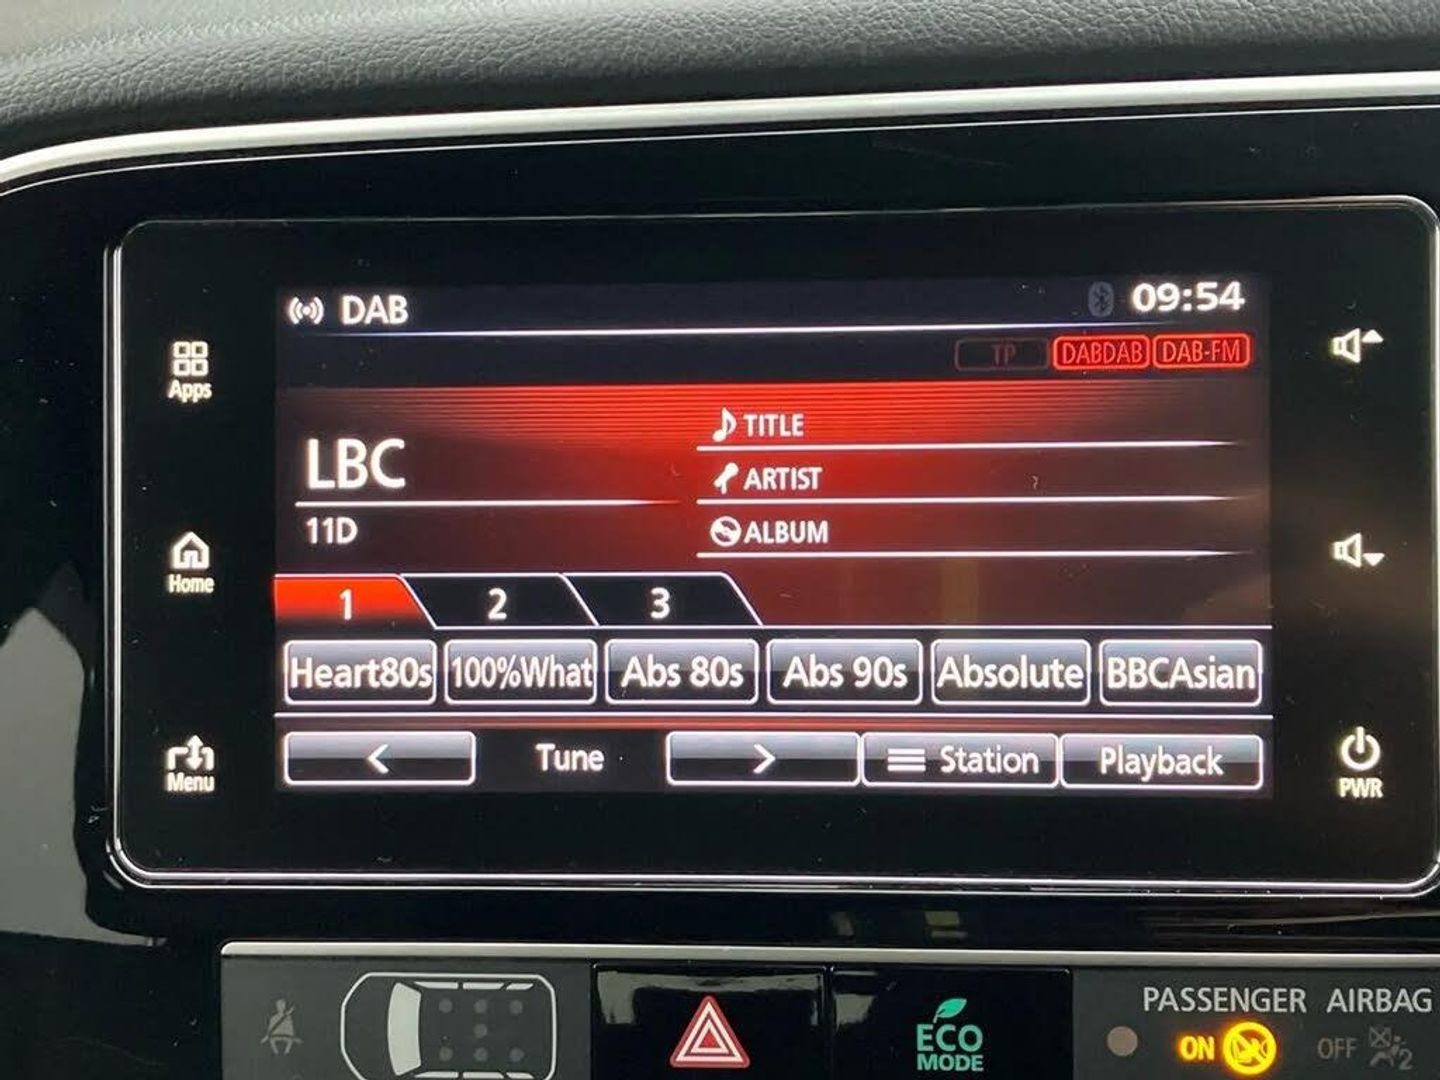 DAB
09:54
TP DABDAB DAB-FM
Apps
LBC
TITLE
ARTIST
11D
ALBUM
Home
1 2 3
Heart80s 100%What Abs 80s Abs 90s Absolute BBCAsian
< Tune > Station Playback
Menu
PWR
PASSENGER AIRBAG
ECO
MODE
ON OFF 2